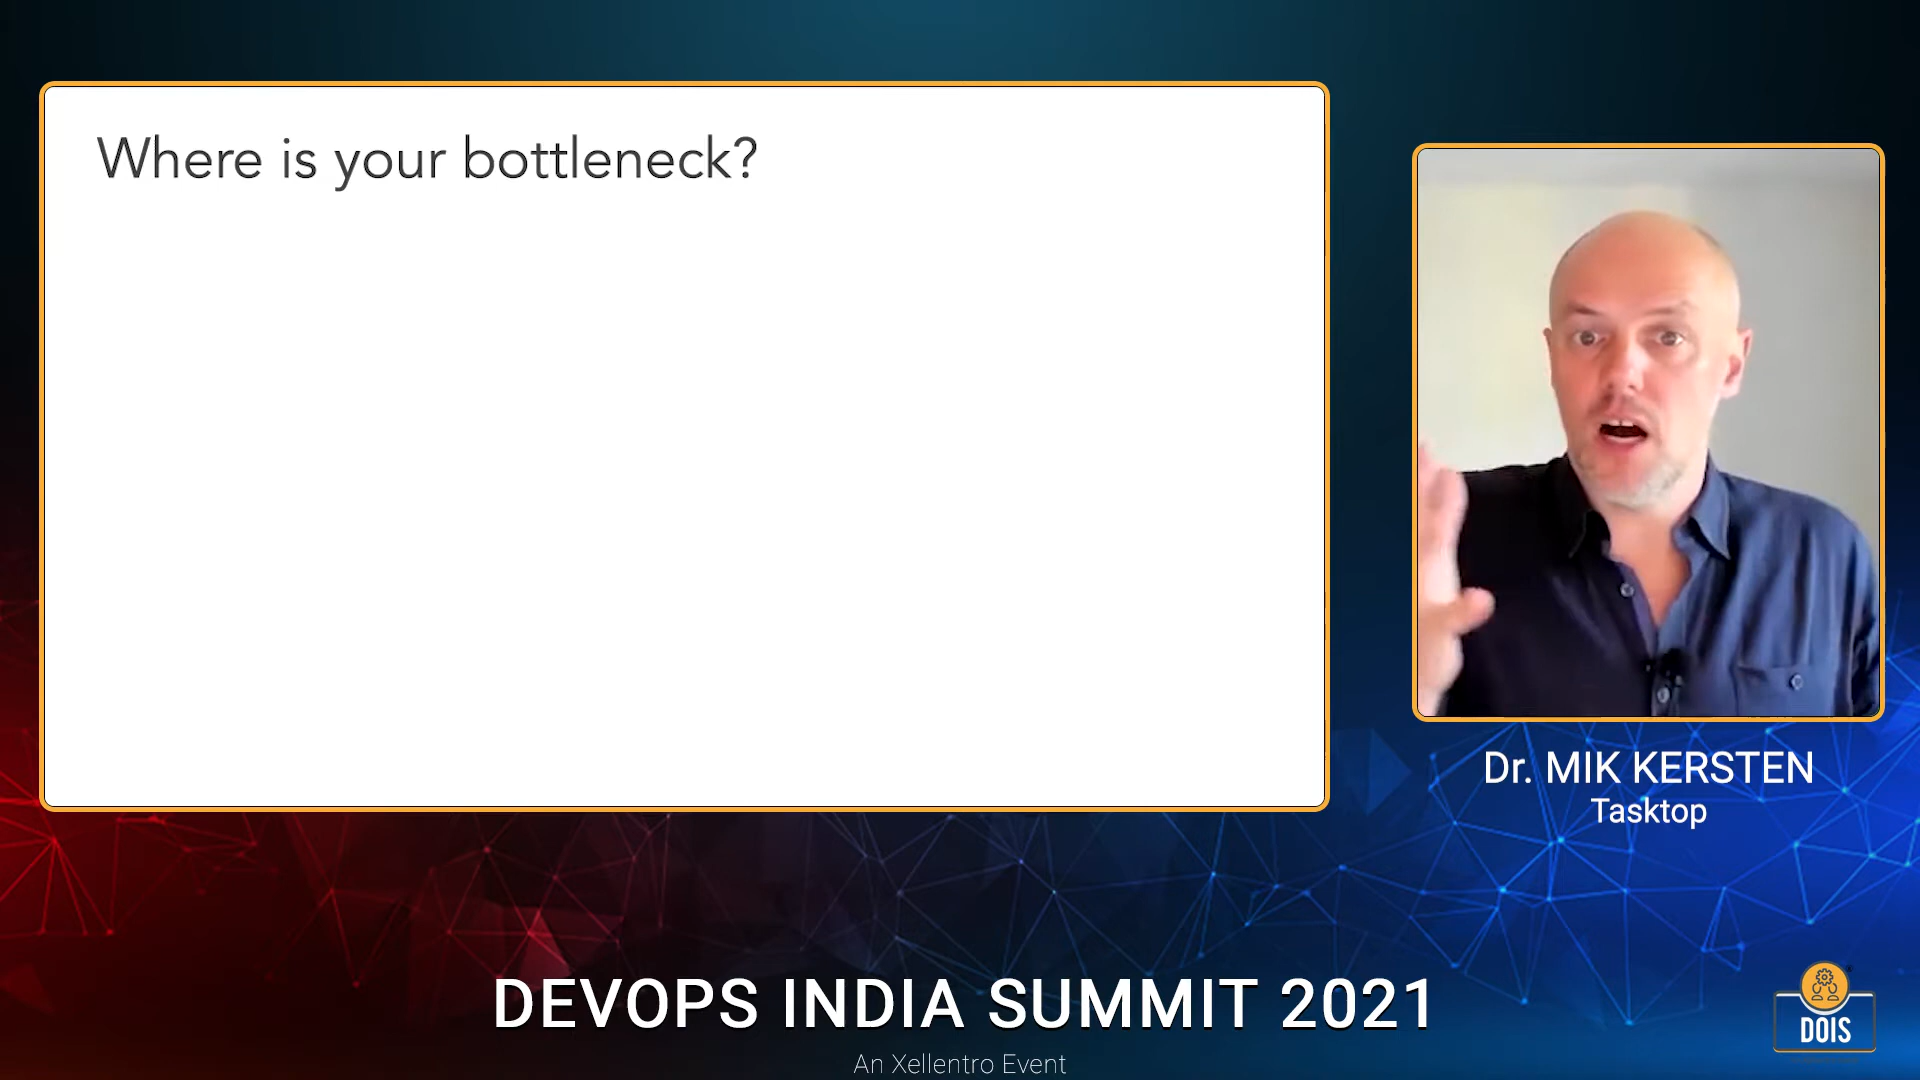 Where is your bottleneck?
Dr. MIK KERSTEN
Tasktop
DEVOPS INDIA SUMMIT 2021
An Xellentro Event
DOIS